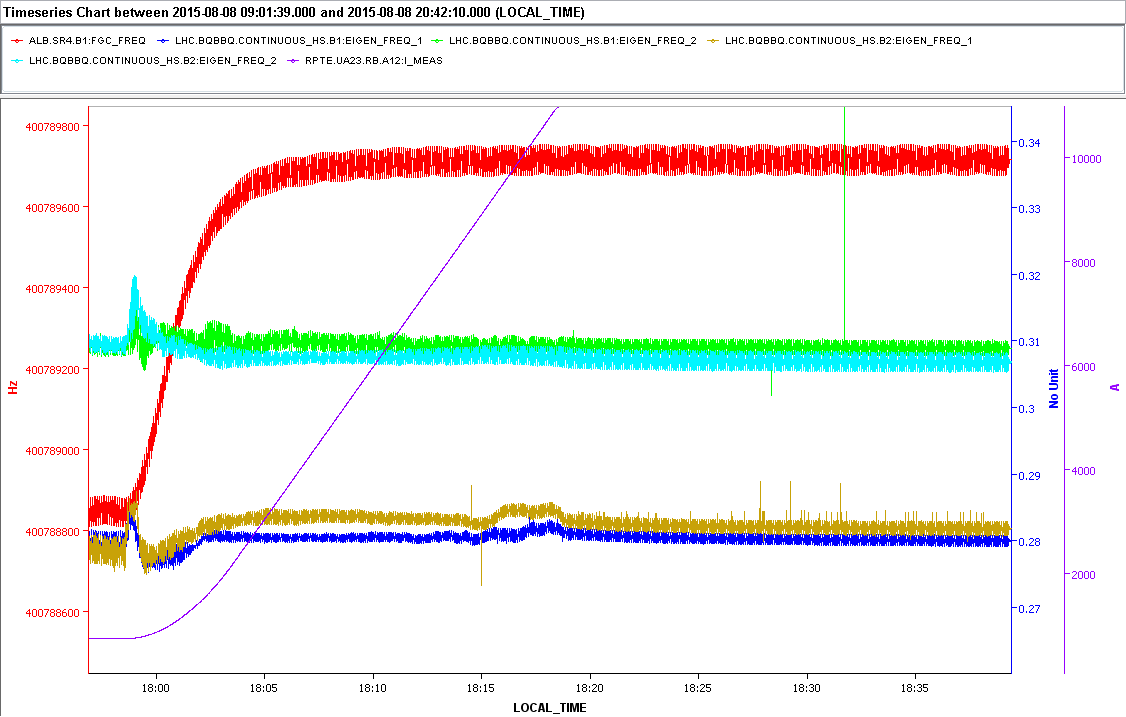 Timeseries Chart between 2015-08-08 09:01:39.000 and 2015-08-08 20:42:10.000 (LOCAL_TIME)
ALB.SR4.B1:FGC_FREQ LHC.BQBBQ.CONTINUOUS_HS.B1:EIGEN_FREQ_1 LHC.BQBBQ.CONTINUOUS_HS.B1:EIGEN_FREQ_2 LHC.BQBBQ.CONTINUOUS_HS.B2:EIGEN_FREQ_1
LHC.BQBBQ.CONTINUOUS_HS.B2:EIGEN_FREQ_2 RPTE.UA23.RB.A12:I_MEAS
400789800
400789600
400789400
400789200
400789000
400788800
400788600
Hz
0.34
0.33
0.32
0.31
0.3
0.29
0.28
0.27
No Unit
10000
8000
6000
4000
2000
A
18:00 18:05 18:10 18:15 18:20 18:25 18:30 18:35
LOCAL_TIME